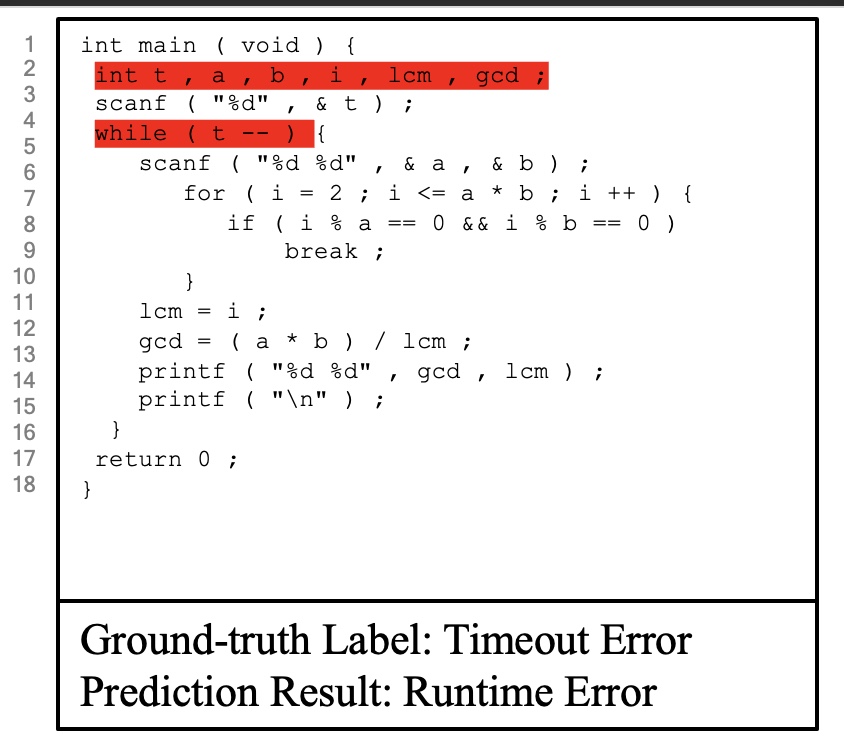 1 int main ( void ) {
2 int t , a , b , i , lcm , gcd ;
3 scanf ( "%d" , & t ) ;
4 while ( t -- ) {
5 scanf ( "%d %d" , & a , & b ) ;
6 for ( i = 2 ; i <= a * b ; i ++ ) {
7 if ( i % a == 0 && i % b == 0 )
8 break ;
9 }
10 lcm = i ;
11 gcd = ( a * b ) / lcm ;
12 printf ( "%d %d" , gcd , lcm ) ;
13 printf ( "\n" ) ;
14 }
15 return 0 ;
16 }
17
18
Ground-truth Label: Timeout Error
Prediction Result: Runtime Error